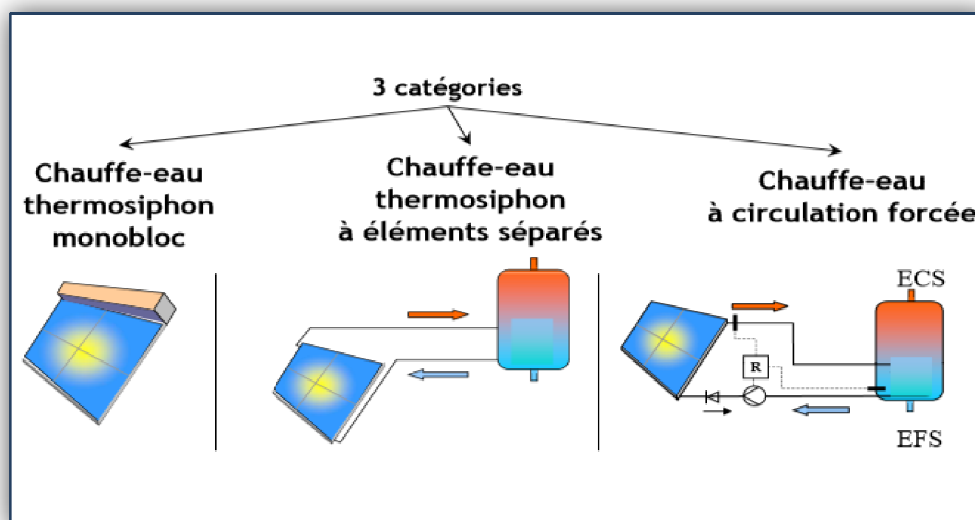 3 catégories
Chauffe-eau
thermosiphon
monobloc
Chauffe-eau
thermosiphon
à éléments séparés
Chauffe-eau
à circulation forcée
ECS
R
EFS